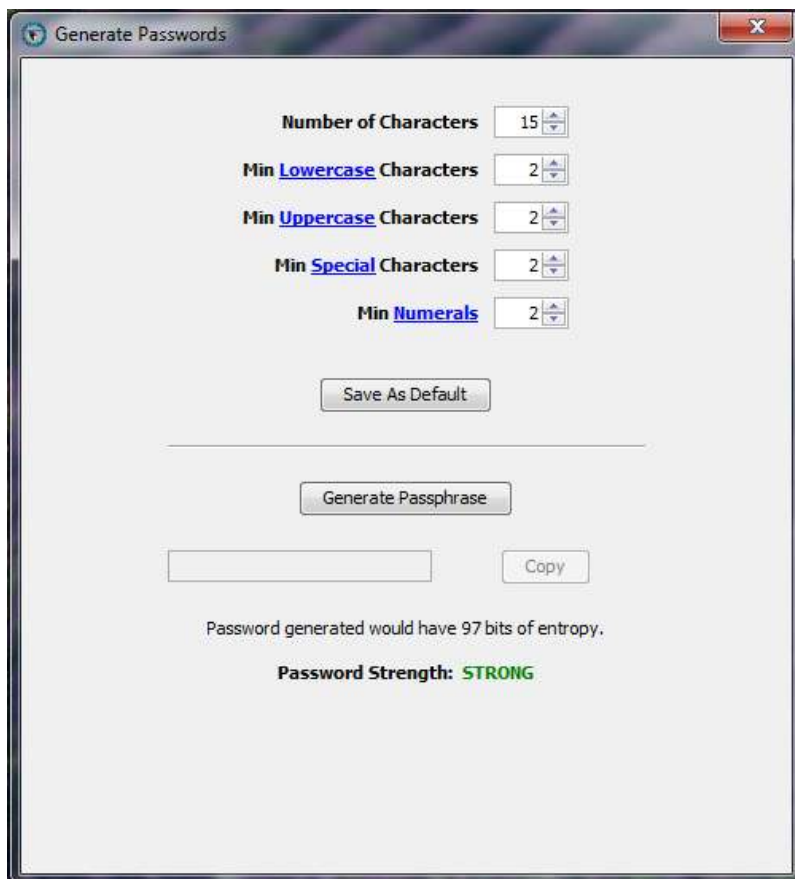 Generate Passwords
Number of Characters 15
Min Lowercase Characters 2
Min Uppercase Characters 2
Min Special Characters 2
Min Numerals 2
Save As Default
Generate Passphrase
Copy
Password generated would have 97 bits of entropy.
Password Strength: STRONG